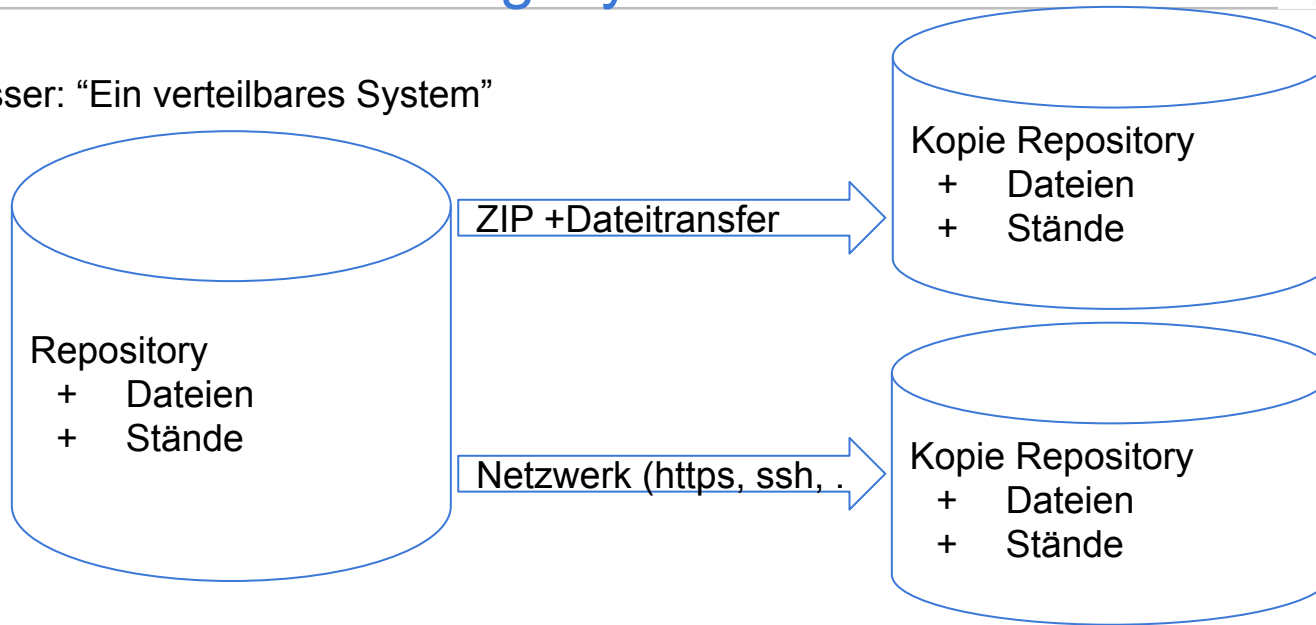 sser: “Ein verteilbares System”
Repository
+ Dateien
+ Stände
ZIP +Dateitransfer
Netzwerk (https, ssh, .
Kopie Repository
+ Dateien
+ Stände
Kopie Repository
+ Dateien
+ Stände